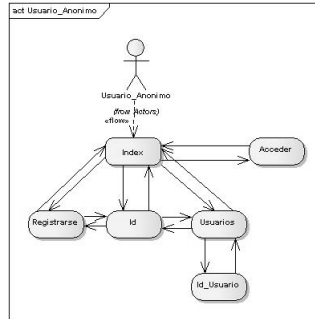 act Usuario_Anonimo
Usuario_Anonimo
(from Actors)
«flow»
Index
Acceder
Registrarse
Id
Usuarios
Id_Usuario